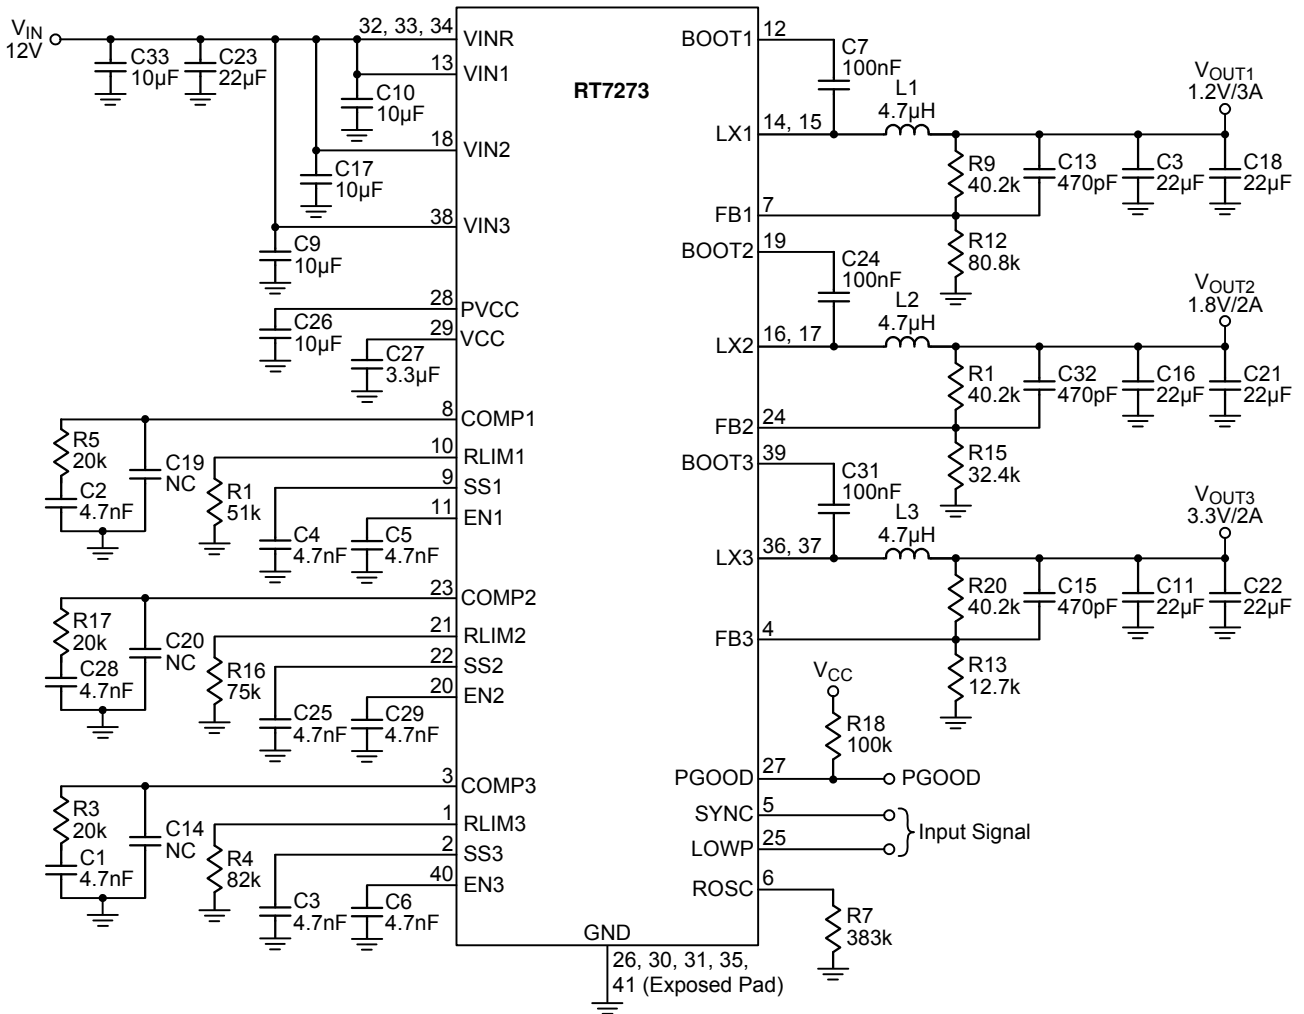 VIN
12V
C33
10µF
C23
22µF
32, 33, 34
VINR
13
VIN1
C10
10µF
18
VIN2
C17
10µF
38
VIN3
C9
10µF
28
PVCC
C26
10µF
29
VCC
C27
3.3µF
8
COMP1
R5
20k
C19
NC
C2
4.7nF
10
RLIM1
R1
51k
9
SS1
C4
4.7nF
11
EN1
C5
4.7nF
23
COMP2
R17
20k
C20
NC
C28
4.7nF
21
RLIM2
R16
75k
22
SS2
C25
4.7nF
20
EN2
C29
4.7nF
3
COMP3
R3
20k
C14
NC
C1
4.7nF
1
RLIM3
R4
82k
2
SS3
C3
4.7nF
40
EN3
C6
4.7nF
RT7273
GND
26, 30, 31, 35,
41 (Exposed Pad)
BOOT1
12
C7
100nF
L1
4.7µH
LX1
14, 15
VOUT1
1.2V/3A
R9
40.2k
C13
470pF
C3
22µF
C18
22µF
FB1
7
R12
80.8k
BOOT2
19
C24
100nF
L2
4.7µH
LX2
16, 17
VOUT2
1.8V/2A
R1
40.2k
C32
470pF
C16
22µF
C21
22µF
FB2
24
R15
32.4k
BOOT3
39
C31
100nF
L3
4.7µH
LX3
36, 37
VOUT3
3.3V/2A
R20
40.2k
C15
470pF
C11
22µF
C22
22µF
FB3
4
R13
12.7k
VCC
R18
100k
PGOOD
27
PGOOD
SYNC
5
Input Signal
LOWP
25
ROSC
6
R7
383k